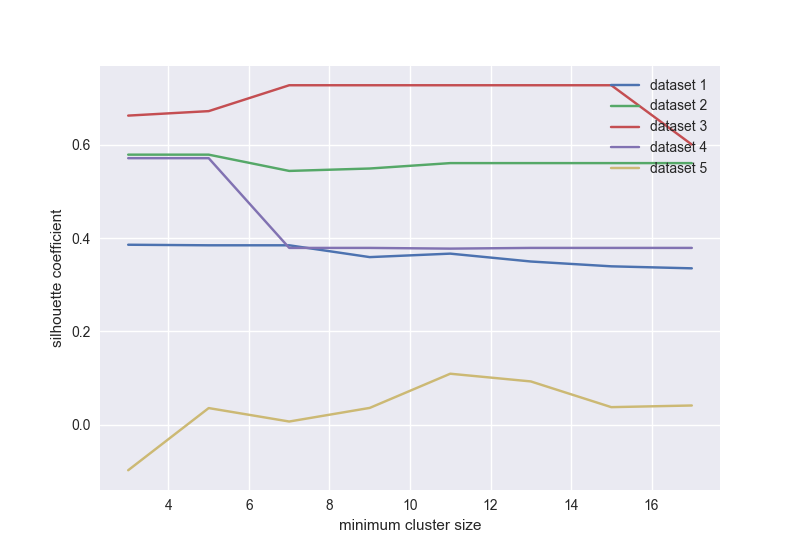 dataset 1
dataset 2
dataset 3
dataset 4
dataset 5
0.6
0.4
0.2
0.0
silhouette coefficient
4 6 8 10 12 14 16
minimum cluster size